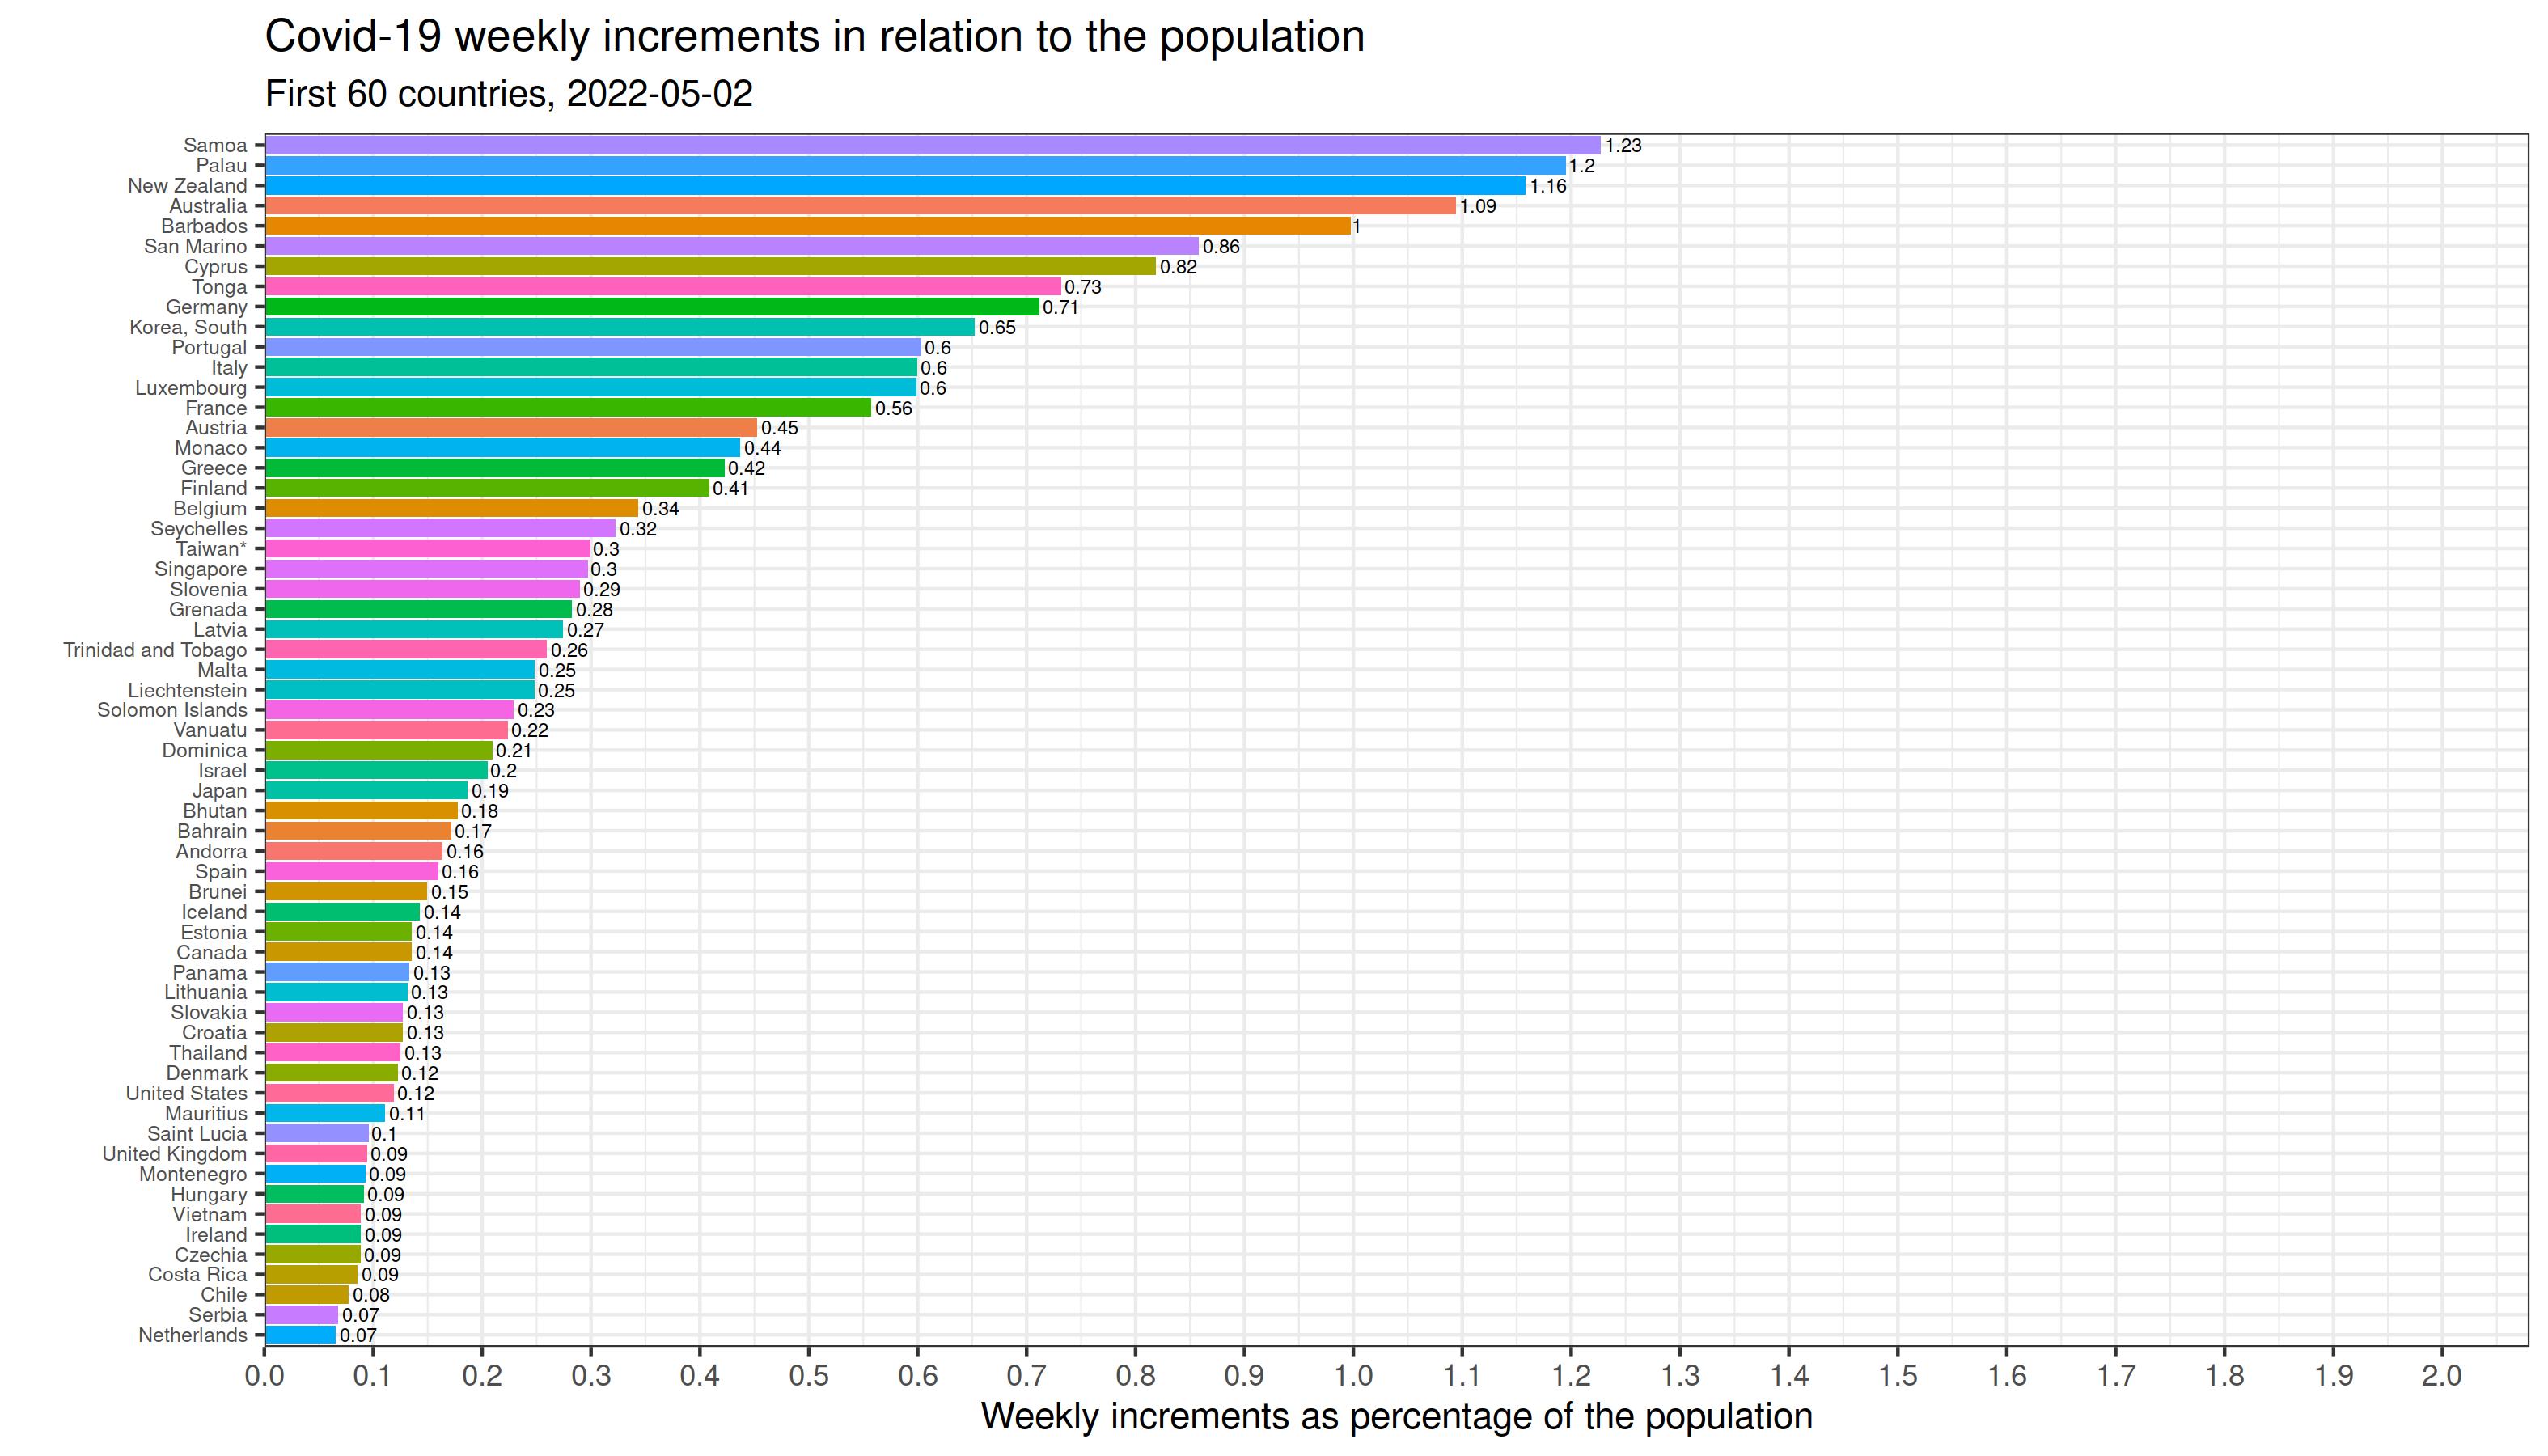 Covid-19 weekly increments in relation to the population
First 60 countries, 2022-05-02
Samoa 1.23
Palau 1.2
New Zealand 1.16
Australia 1.09
Barbados 1
San Marino 0.86
Cyprus 0.82
Tonga 0.73
Germany 0.71
Korea, South 0.65
Portugal 0.6
Italy 0.6
Luxembourg 0.6
France 0.56
Austria 0.45
Monaco 0.44
Greece 0.42
Finland 0.41
Belgium 0.34
Seychelles 0.32
Taiwan* 0.3
Singapore 0.3
Slovenia 0.29
Grenada 0.28
Latvia 0.27
Trinidad and Tobago 0.26
Malta 0.25
Liechtenstein 0.25
Solomon Islands 0.23
Vanuatu 0.22
Dominica 0.21
Israel 0.2
Japan 0.19
Bhutan 0.18
Bahrain 0.17
Andorra 0.16
Spain 0.16
Brunei 0.15
Iceland 0.14
Estonia 0.14
Canada 0.14
Panama 0.13
Lithuania 0.13
Slovakia 0.13
Croatia 0.13
Thailand 0.13
Denmark 0.12
United States 0.12
Mauritius 0.11
Saint Lucia 0.1
United Kingdom 0.09
Montenegro 0.09
Hungary 0.09
Vietnam 0.09
Ireland 0.09
Czechia 0.09
Costa Rica 0.09
Chile 0.08
Serbia 0.07
Netherlands 0.07
0.0 0.1 0.2 0.3 0.4 0.5 0.6 0.7 0.8 0.9 1.0 1.1 1.2 1.3 1.4 1.5 1.6 1.7 1.8 1.9 2.0
Weekly increments as percentage of the population